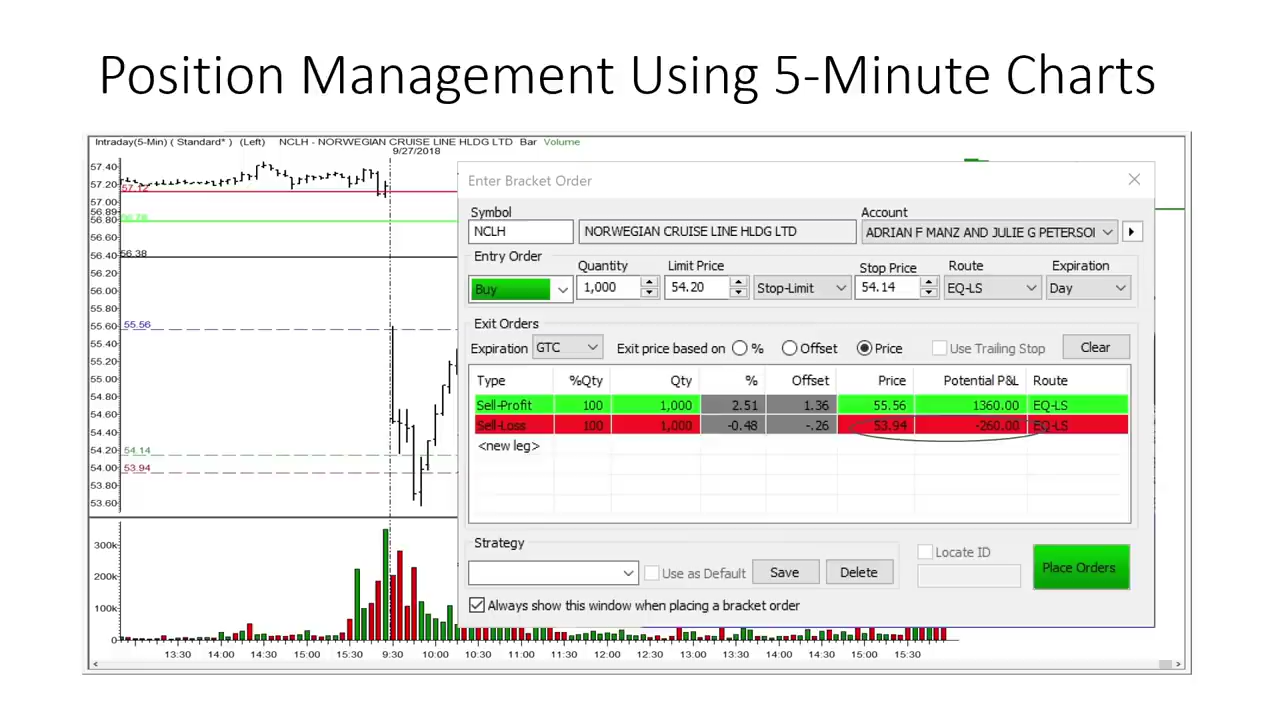 Position Management Using 5-Minute Charts
Intraday(5-Min) ( Standard* ) (Left) NCLH - NORWEGIAN CRUISE LINE HLDG LTD Bar Volume
9/27/2018
57.40
57.20
57.12
57.00
56.89
56.80
56.78
56.60
56.40
56.38
56.20
56.00
55.80
55.60
55.56
55.40
55.20
55.00
54.80
54.60
54.40
54.20
54.14
54.00
53.94
53.80
53.60
300k
200k
100k
0
13:30 14:00 14:30 15:00 15:30 9:30 10:00 10:30 11:00 11:30 12:00 12:30 13:00 13:30 14:00 14:30 15:00 15:30
Enter Bracket Order
Symbol Account
NCLH NORWEGIAN CRUISE LINE HLDG LTD ADRIAN F MANZ AND JULIE G PETERSOI
Entry Order Quantity Limit Price Stop Price Route Expiration
Buy 1,000 54.20 Stop-Limit 54.14 EQ-LS Day
Exit Orders
Expiration GTC Exit price based on % Offset Price Use Trailing Stop Clear
Type %Qty Qty % Offset Price Potential P&L Route
Sell-Profit 100 1,000 2.51 1.36 55.56 1360.00 EQ-LS
Sell-Loss 100 1,000 -0.48 -.26 53.94 -260.00 EQ-LS
<new leg>
Strategy
Use as Default Save Delete
Locate ID
Place Orders
Always show this window when placing a bracket order